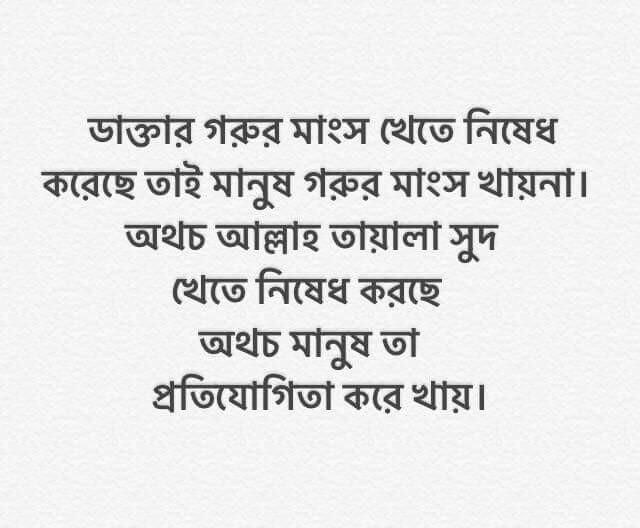 ডাক্তার গরুর মাংস খেতে নিষেধ
করেছে তাই মানুষ গরুর মাংস খায়না।
অথচ আল্লাহ তায়ালা সুদ
খেতে নিষেধ করছে
অথচ মানুষ তা
প্রতিযোগিতা করে খায়।